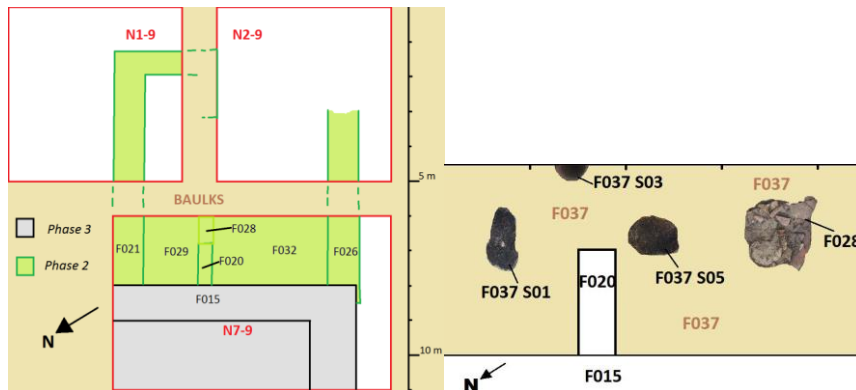 N1-9
N2-9
5 m
BAULKS
Phase 3
Phase 2
F021
F029
F028
F020
F032
F026
F015
N
N7-9
10 m
F037 S03
F037
F037
F028
F037 S01
F020
F037 S05
F037
N
F015